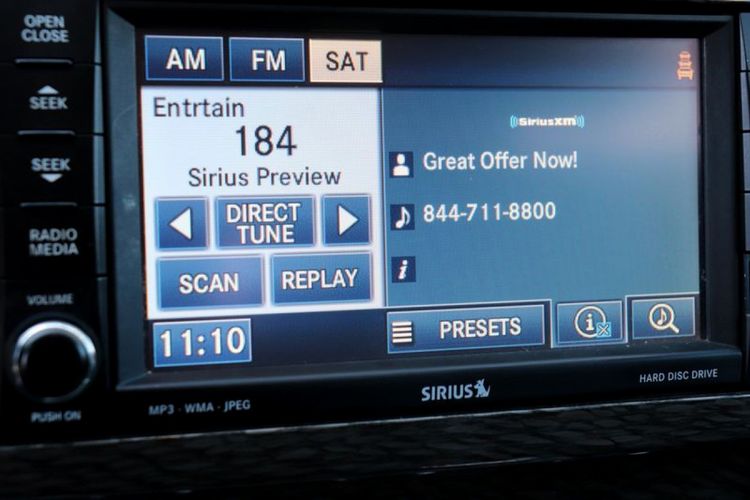 OPEN
CLOSE
SEEK
SEEK
RADIO
MEDIA
VOLUME
PUSH ON
AM FM SAT
Entrtain
184
Sirius Preview
DIRECT
TUNE
SCAN REPLAY
11:10
SiriusXM
Great Offer Now!
844-711-8800
i
PRESETS
i
MP3 · WMA · JPEG
SIRIUS
HARD DISC DRIVE